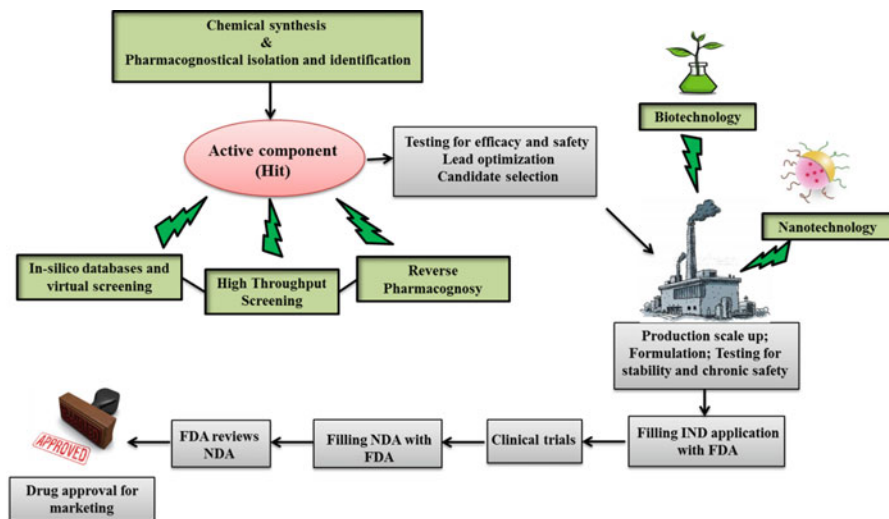 Chemical synthesis
&
Pharmacognostical isolation and identification
Active component
(Hit)
Testing for efficacy and safety
Lead optimization
Candidate selection
Biotechnology
Nanotechnology
In-silico databases and
virtual screening
High Throughput
Screening
Reverse
Pharmacognosy
Production scale up;
Formulation; Testing for
stability and chronic safety
Filling IND application
with FDA
Clinical trials
Filling NDA with
FDA
FDA reviews
NDA
APPROVED
Drug approval for
marketing